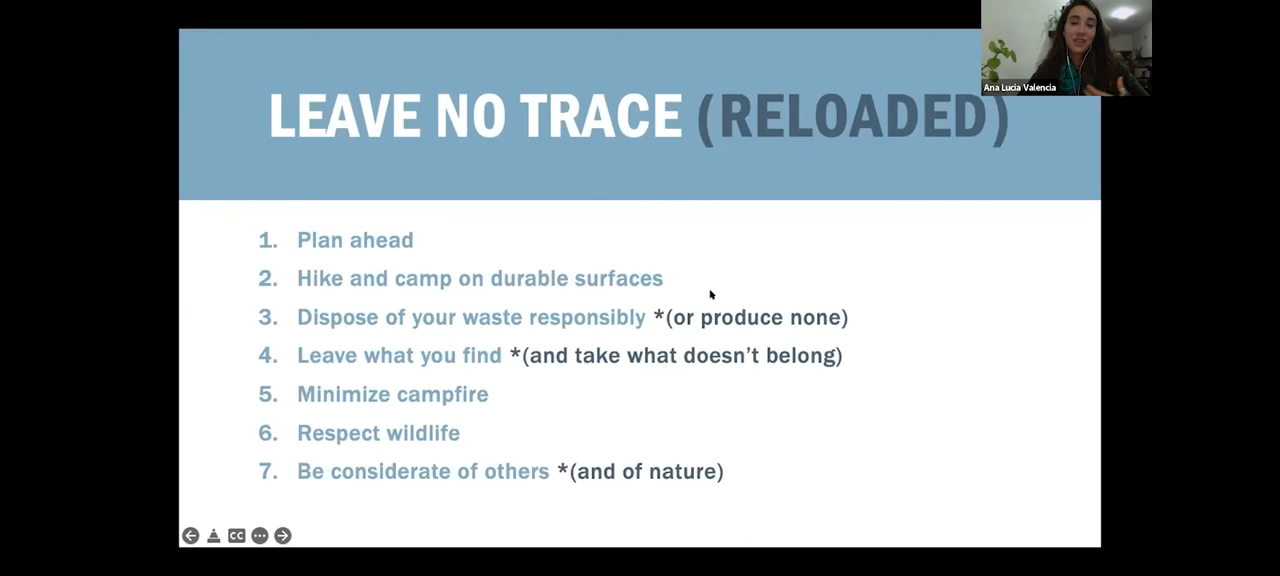 LEAVE NO TRACE (RELOADED)
Ana Lucia Valencia
1. Plan ahead
2. Hike and camp on durable surfaces
3. Dispose of your waste responsibly *(or produce none)
4. Leave what you find *(and take what doesn’t belong)
5. Minimize campfire
6. Respect wildlife
7. Be considerate of others *(and of nature)
CC